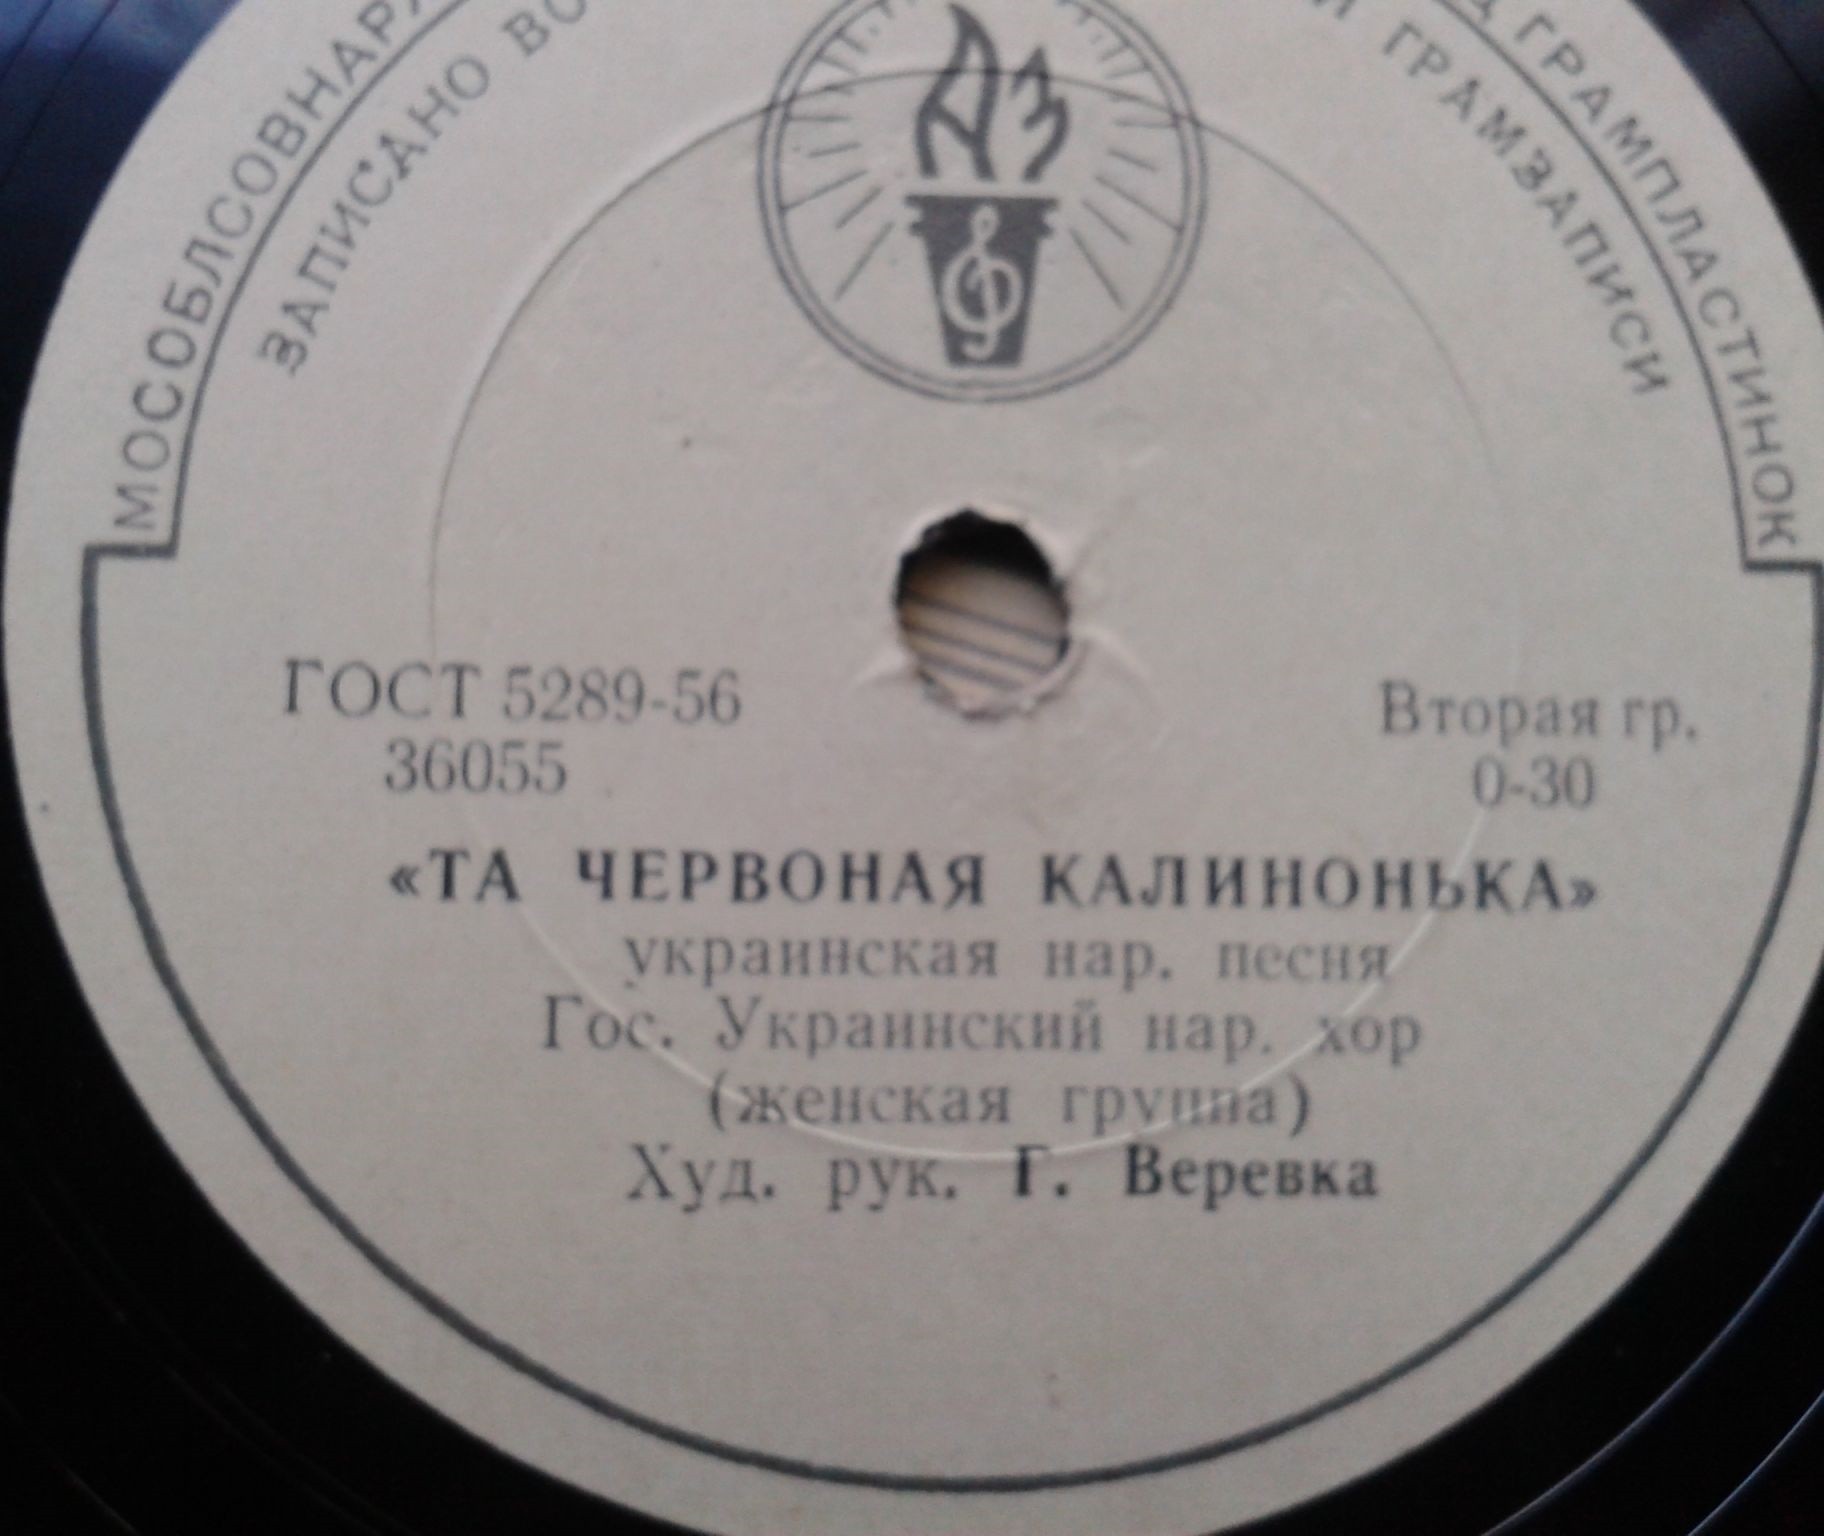 МОСОБЛСОВНАР
Д ГРАМПЛАСТИНОК
ЗАПИСАНО ВО
ГРАМЗАПИСИ
АЗ
ГОСТ 5289-56
36055
Вторая гр.
0-30
«ТА ЧЕРВОНАЯ КАЛИНОНЬКА»
украинская нар. песня
Гос. Украинский нар. хор
(женская группа)
Худ. рук. Г. Веревка